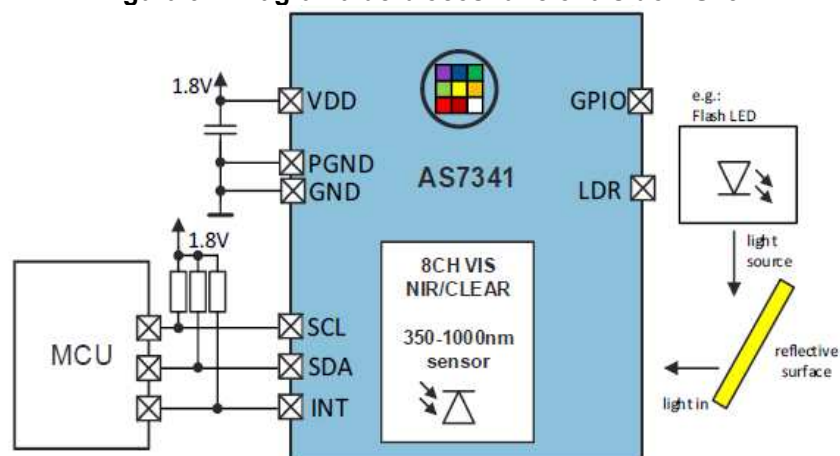 1.8V
VDD
GPIO
e.g.:
Flash LED
PGND
GND
AS7341
LDR
1.8V
light
source
8CH VIS
NIR/CLEAR
350-1000nm
sensor
MCU
SCL
SDA
INT
reflective
surface
light in